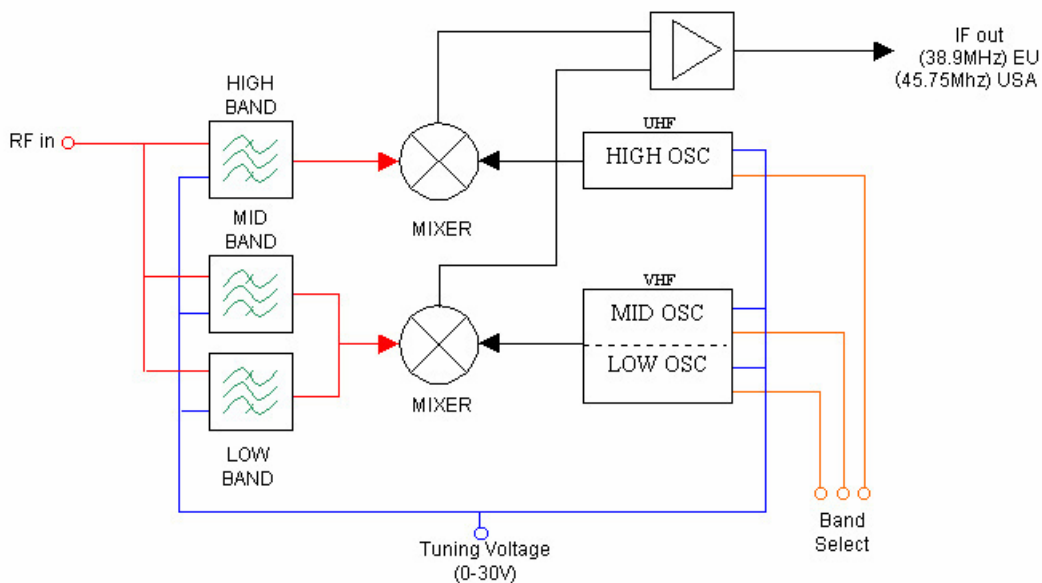 IF out
(38.9MHz) EU
(45.75Mhz) USA
HIGH
BAND
RF in
UHF
HIGH OSC
MIXER
MID
BAND
VHF
MID OSC
LOW OSC
MIXER
LOW
BAND
Tuning Voltage
(0-30V)
Band
Select